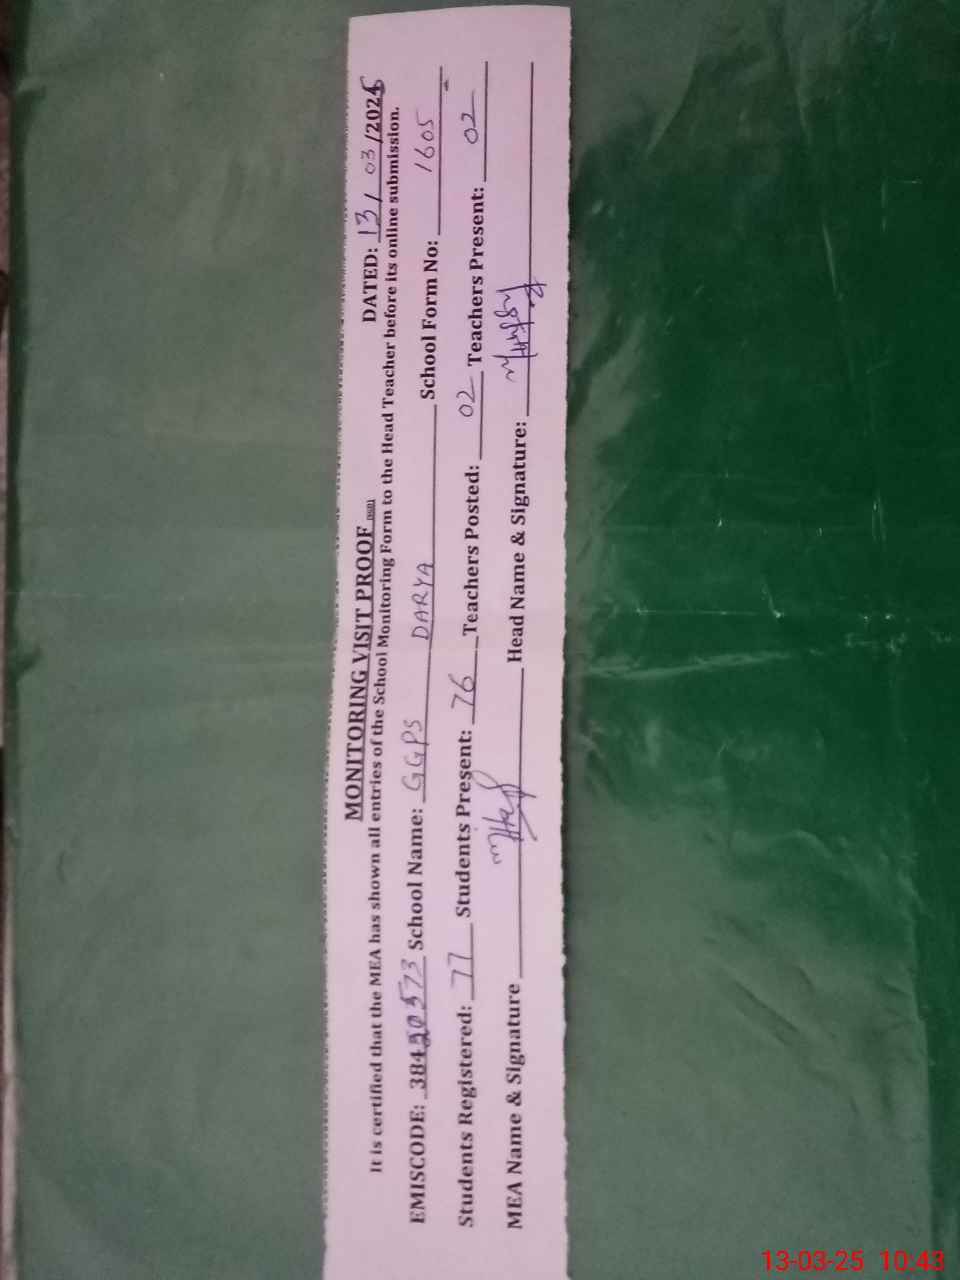 MONITORING VISIT PROOF
DATED: 13/03/2025
It is certified that the MEA has shown all entries of the School Monitoring Form to the Head Teacher before its online submission.
EMISCODE: 38420573 School Name: GGPS DARYA School Form No: 1605
Students Registered: 77 Students Present: 76 Teachers Posted: 02 Teachers Present: 02
MEA Name & Signature Head Name & Signature:
13-03-25 10:43